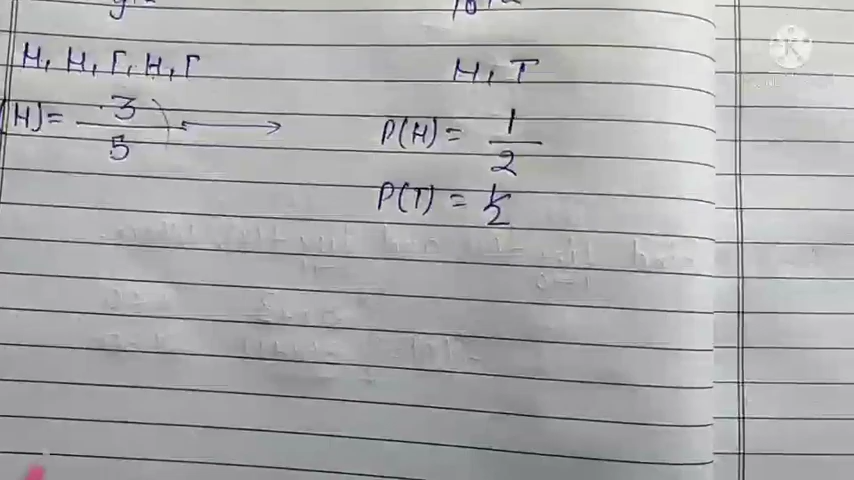 H, H, T, H, T
H, T
(H) = 3/5 ⟶
P(H) = 1/2
P(T) = 1/2
K